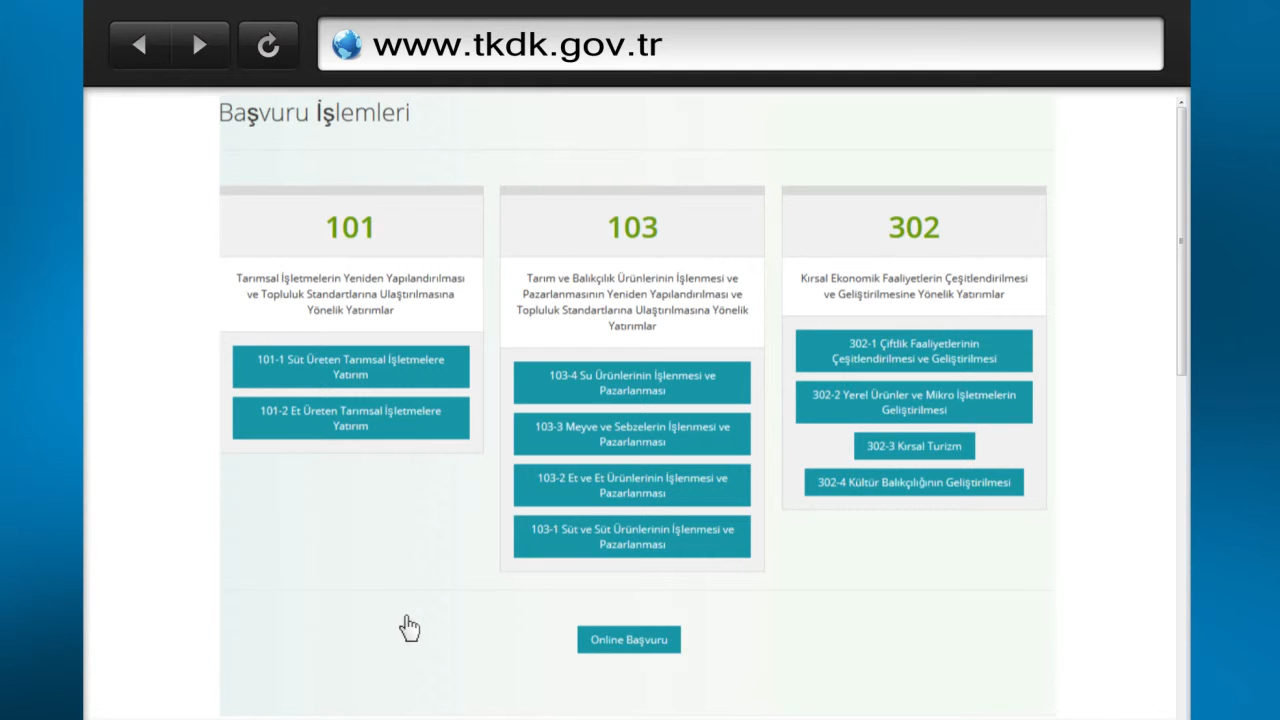 www.tkdk.gov.tr
Başvuru İşlemleri
101
Tarımsal İşletmelerin Yeniden Yapılandırılması
ve Topluluk Standartlarına Ulaştırılmasına
Yönelik Yatırımlar
101-1 Süt Üreten Tarımsal İşletmelere
Yatırım
101-2 Et Üreten Tarımsal İşletmelere
Yatırım
103
Tarım ve Balıkçılık Ürünlerinin İşlenmesi ve
Pazarlanmasının Yeniden Yapılandırılması ve
Topluluk Standartlarına Ulaştırılmasına Yönelik
Yatırımlar
103-4 Su Ürünlerinin İşlenmesi ve
Pazarlanması
103-3 Meyve ve Sebzelerin İşlenmesi ve
Pazarlanması
103-2 Et ve Et Ürünlerinin İşlenmesi ve
Pazarlanması
103-1 Süt ve Süt Ürünlerinin İşlenmesi ve
Pazarlanması
302
Kırsal Ekonomik Faaliyetlerin Çeşitlendirilmesi
ve Geliştirilmesine Yönelik Yatırımlar
302-1 Çiftlik Faaliyetlerinin
Çeşitlendirilmesi ve Geliştirilmesi
302-2 Yerel Ürünler ve Mikro İşletmelerin
Geliştirilmesi
302-3 Kırsal Turizm
302-4 Kültür Balıkçılığının Geliştirilmesi
Online Başvuru